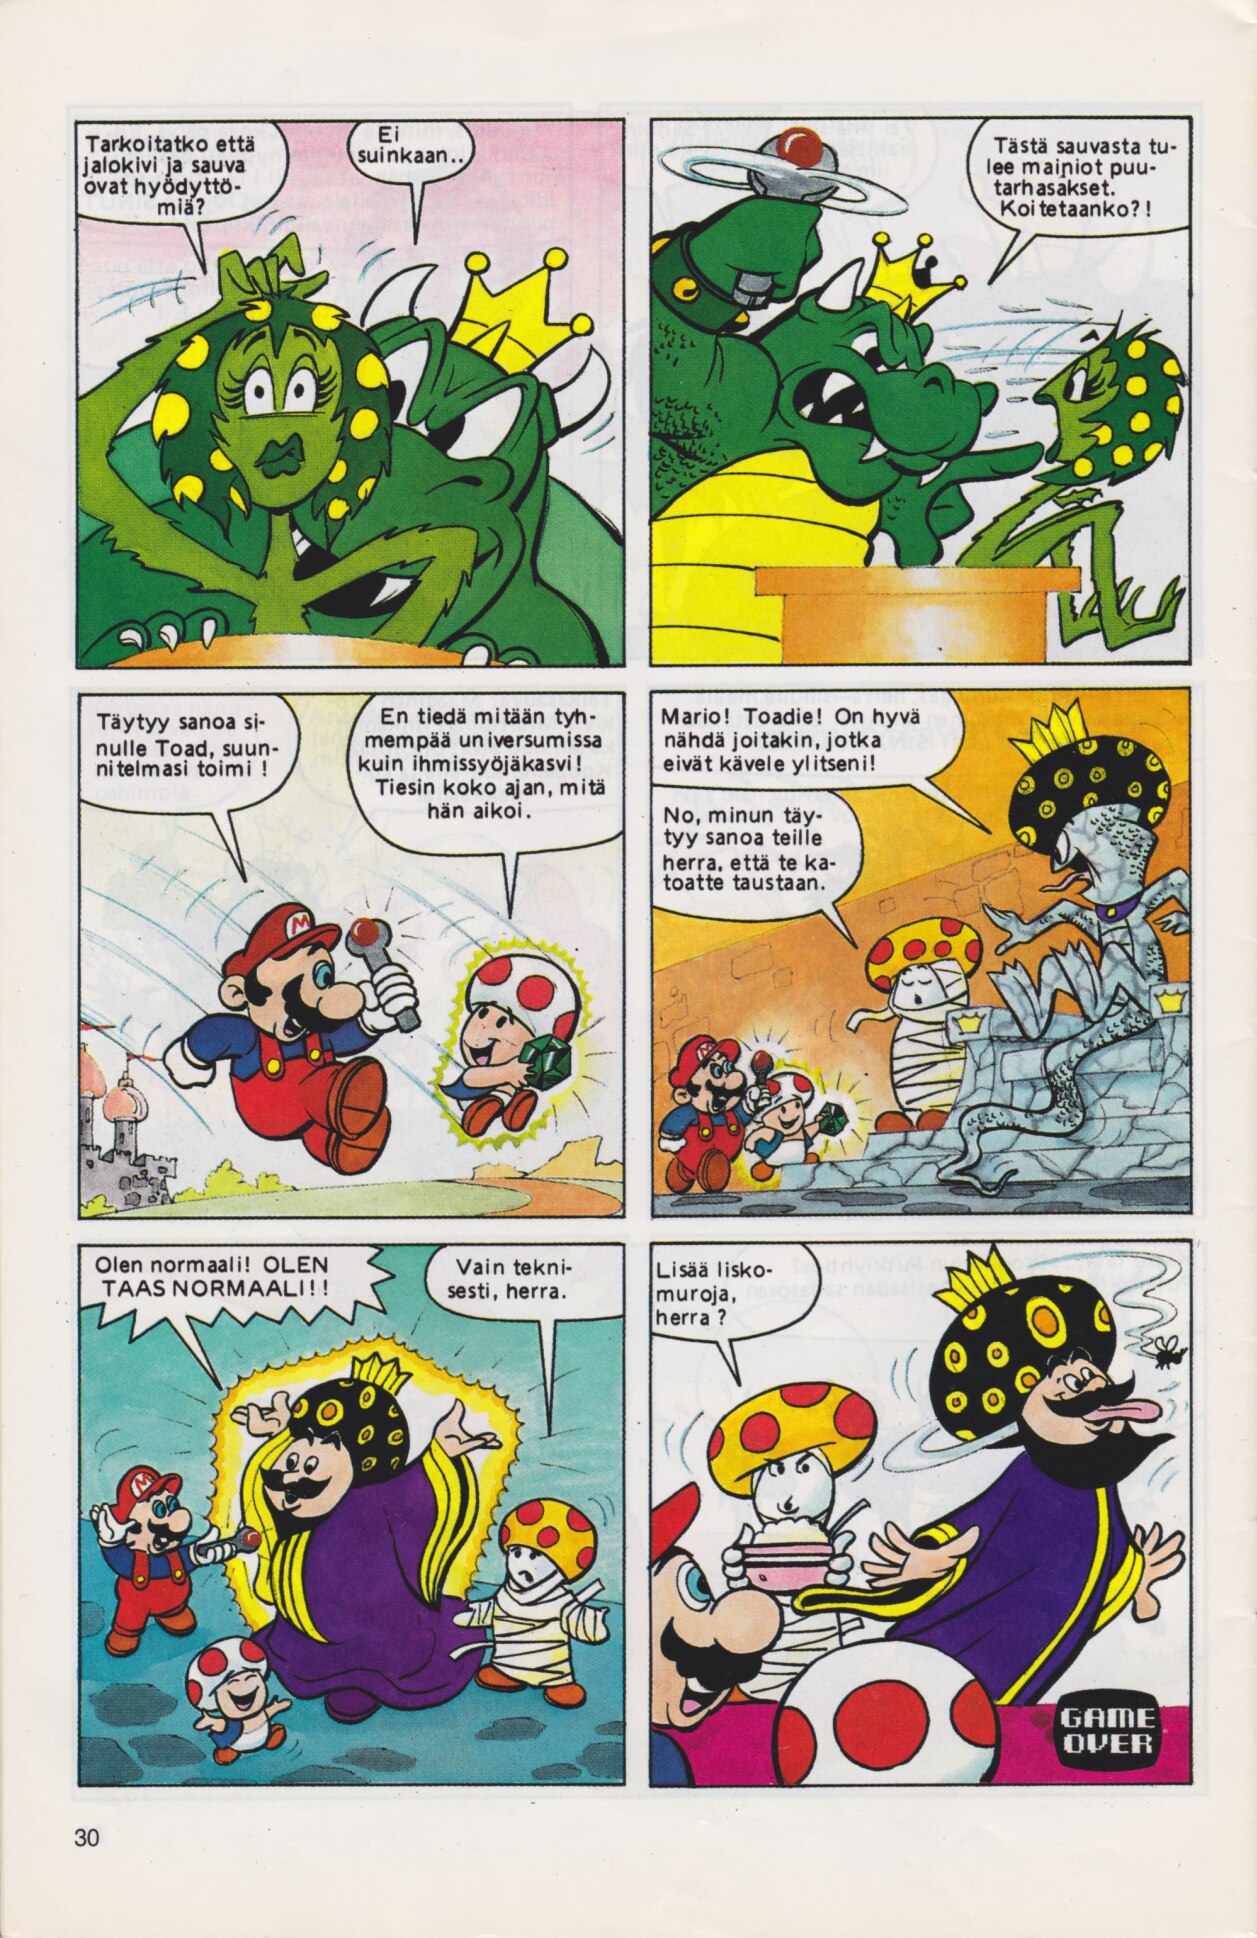 Tarkoitatko että
jalokivi ja sauva
ovat hyödyttö-
miä?
Ei
suinkaan..
Tästä sauvasta tu-
lee mainiot puu-
tarhasakset.
Koitetaanko?!
Täytyy sanoa si-
nulle Toad, suun-
nitelmasi toimi !
En tiedä mitään tyh-
mempää universumissa
kuin ihmissyöjäkasvi!
Tiesin koko ajan, mitä
hän aikoi.
Mario! Toadie! On hyvä
nähdä joitakin, jotka
eivät kävele ylitseni!
No, minun täy-
tyy sanoa teille
herra, että te ka-
toatte taustaan.
M
M
Olen normaali! OLEN
TAAS NORMAALI!!
Vain tekni-
sesti, herra.
M
Lisää lisko-
muroja,
herra ?
GAME
OVER
30